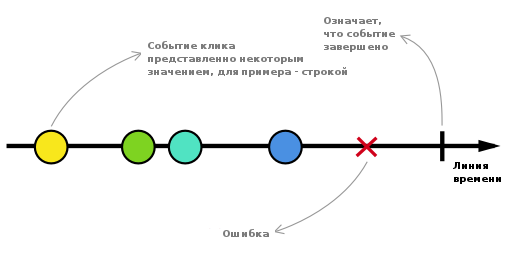 Означает,
что событие
завершено
Событие клика
представленно некоторым
значением, для примера - строкой
Линия
времени
Ошибка